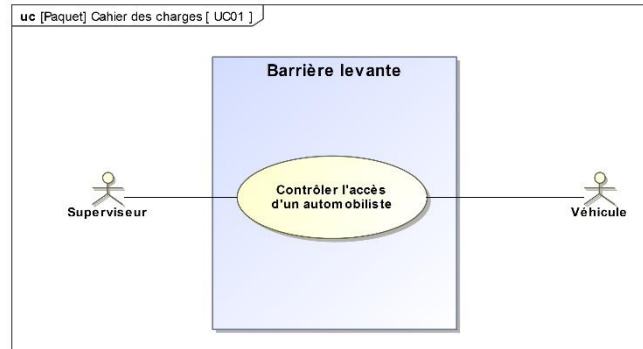 uc [Paquet] Cahier des charges [ UC01 ]
Barrière levante
Contrôler l'accès
d'un automobiliste
Superviseur
Véhicule